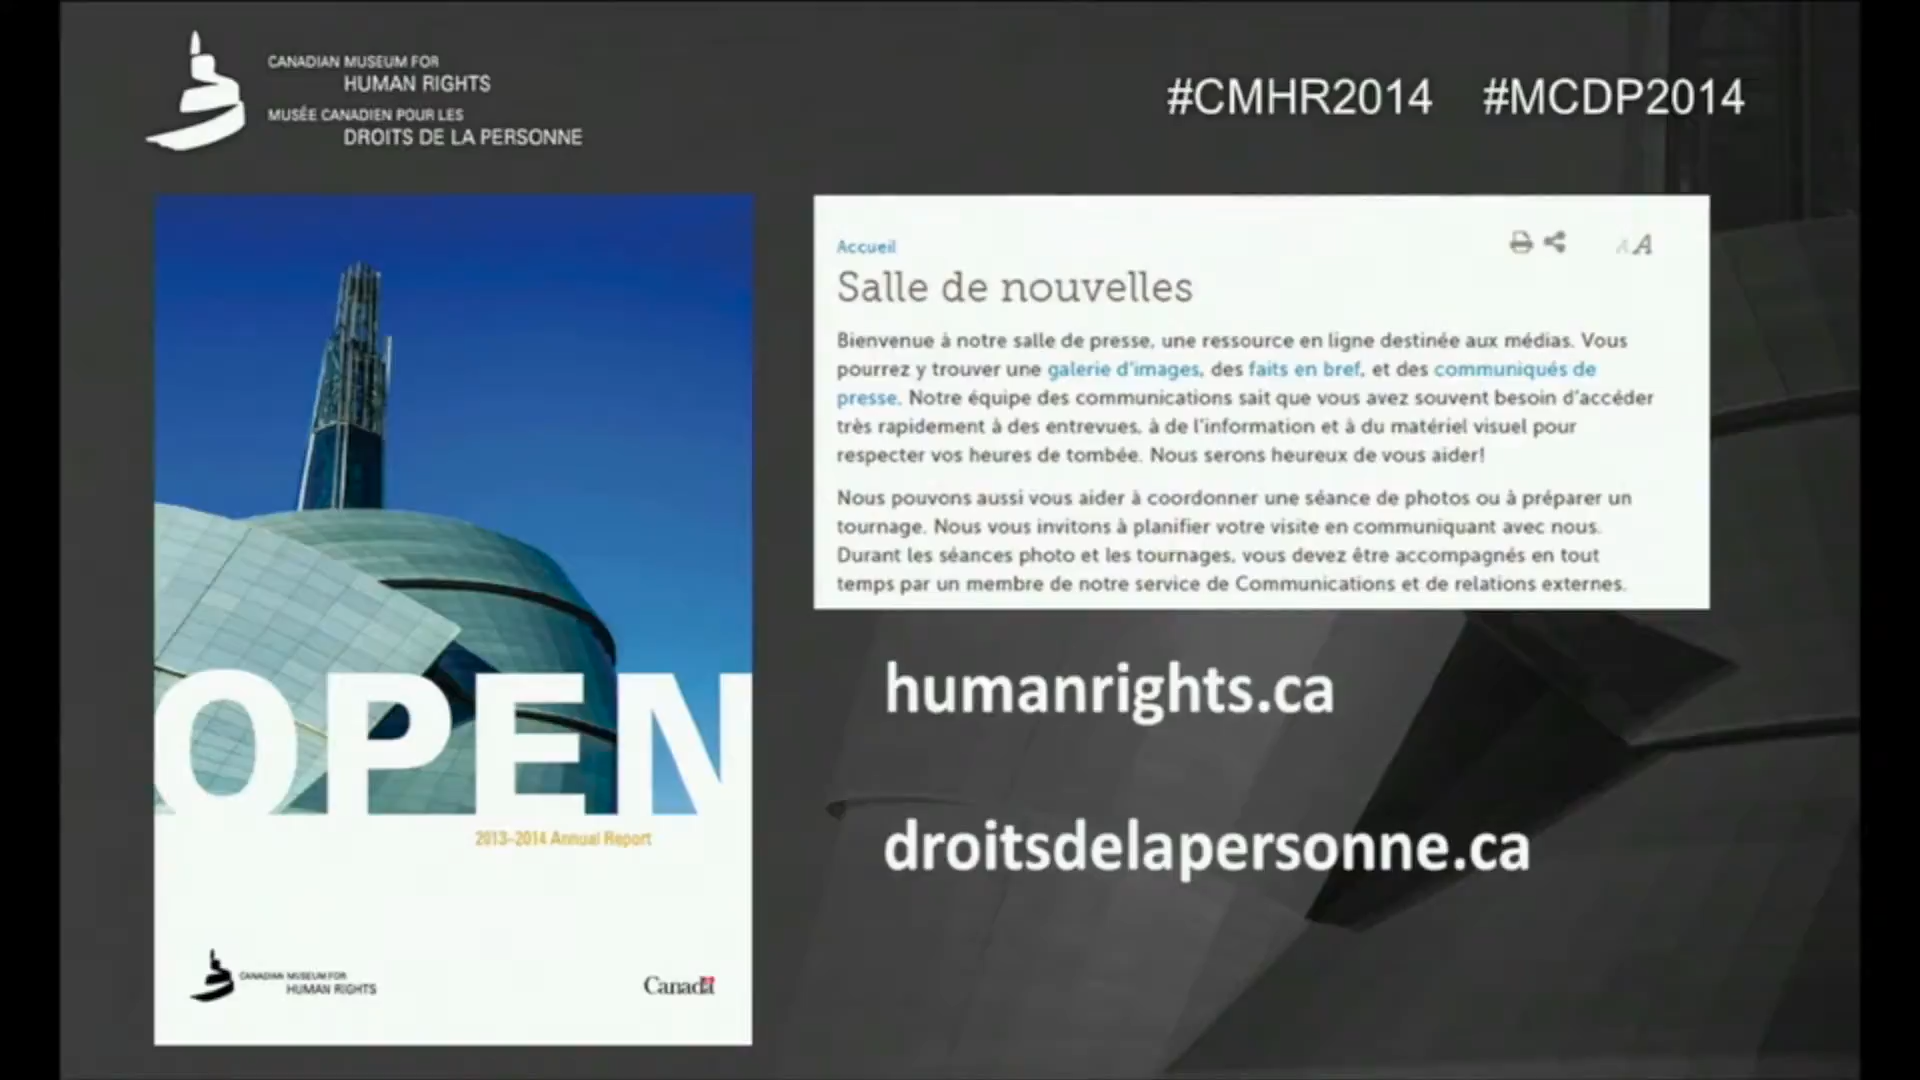 CANADIAN MUSEUM FOR
HUMAN RIGHTS
MUSÉE CANADIEN POUR LES
DROITS DE LA PERSONNE
#CMHR2014 #MCDP2014
OPEN
2013-2014 Annual Report
CANADIAN MUSEUM FOR
HUMAN RIGHTS
Canada
Accueil
A A
Salle de nouvelles
Bienvenue à notre salle de presse, une ressource en ligne destinée aux médias. Vous
pourrez y trouver une galerie d'images, des faits en bref, et des communiqués de
presse. Notre équipe des communications sait que vous avez souvent besoin d'accéder
très rapidement à des entrevues, à de l'information et à du matériel visuel pour
respecter vos heures de tombée. Nous serons heureux de vous aider!
Nous pouvons aussi vous aider à coordonner une séance de photos ou à préparer un
tournage. Nous vous invitons à planifier votre visite en communiquant avec nous.
Durant les séances photo et les tournages, vous devez être accompagnés en tout
temps par un membre de notre service de Communications et de relations externes.
humanrights.ca
droitsdelapersonne.ca